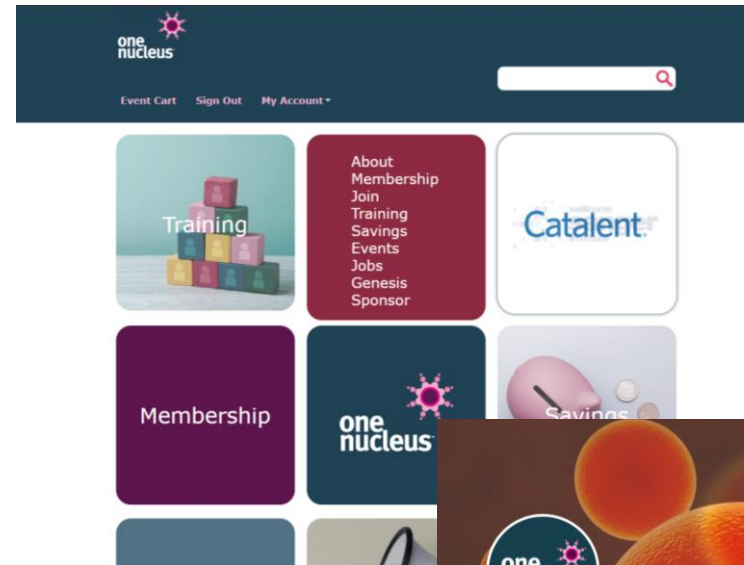 one
nucleus
Event Cart Sign Out My Account
Training
About
Membership
Join
Training
Savings
Events
Jobs
Genesis
Sponsor
Catalent
Membership
one
nucleus
Savings
one